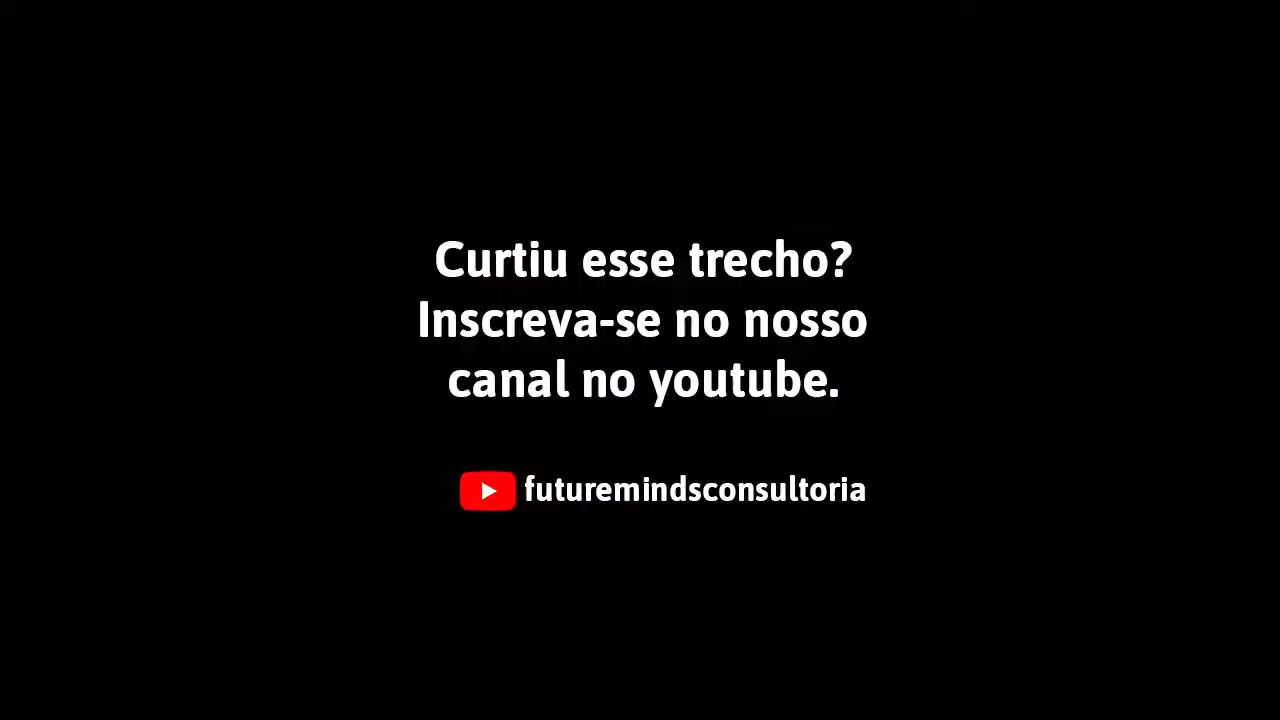 Curtiu esse trecho?
Inscreva-se no nosso
canal no youtube.
futuremindsconsultoria